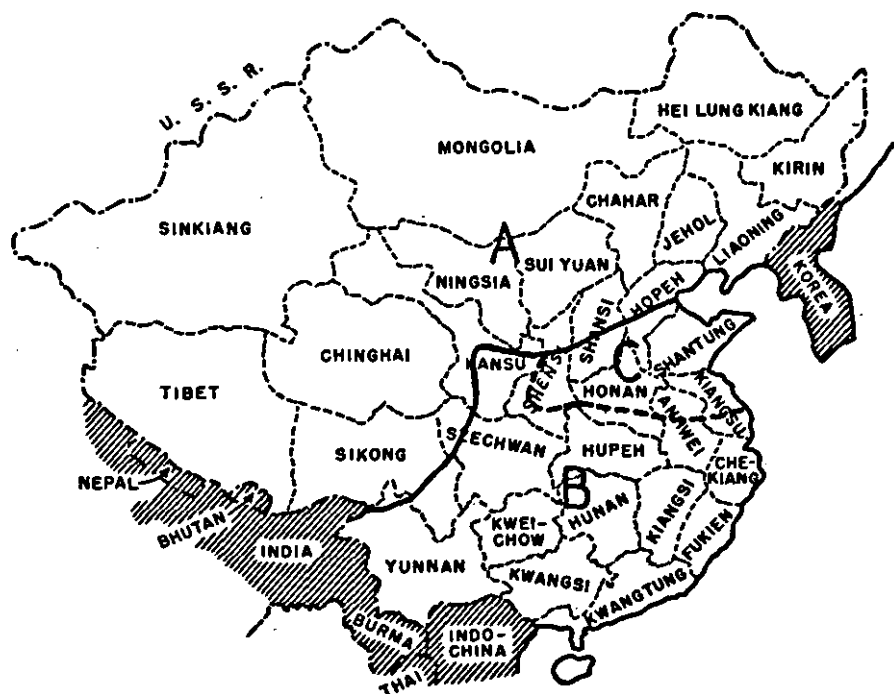 U. S. S. R.
HEI LUNG KIANG
MONGOLIA
KIRIN
CHAHAR
JEHOL
LIAONING
SINKIANG
A
SUI YUAN
NINGSIA
KOREA
HOPEH
SHANSI
CHINGHAI
KANSU
SHENSI
C
SHANTUNG
TIBET
HONAN
KIANGSU
ANWEI
SIKONG
SZECHWAN
HUPEH
CHE-
KIANG
NEPAL
B
BHUTAN
HUNAN
KIANGSI
KWEI-
CHOW
FUKIEN
INDIA
YUNNAN
KWANGSI
KWANGTUNG
BURMA
INDO-
CHINA
THAI